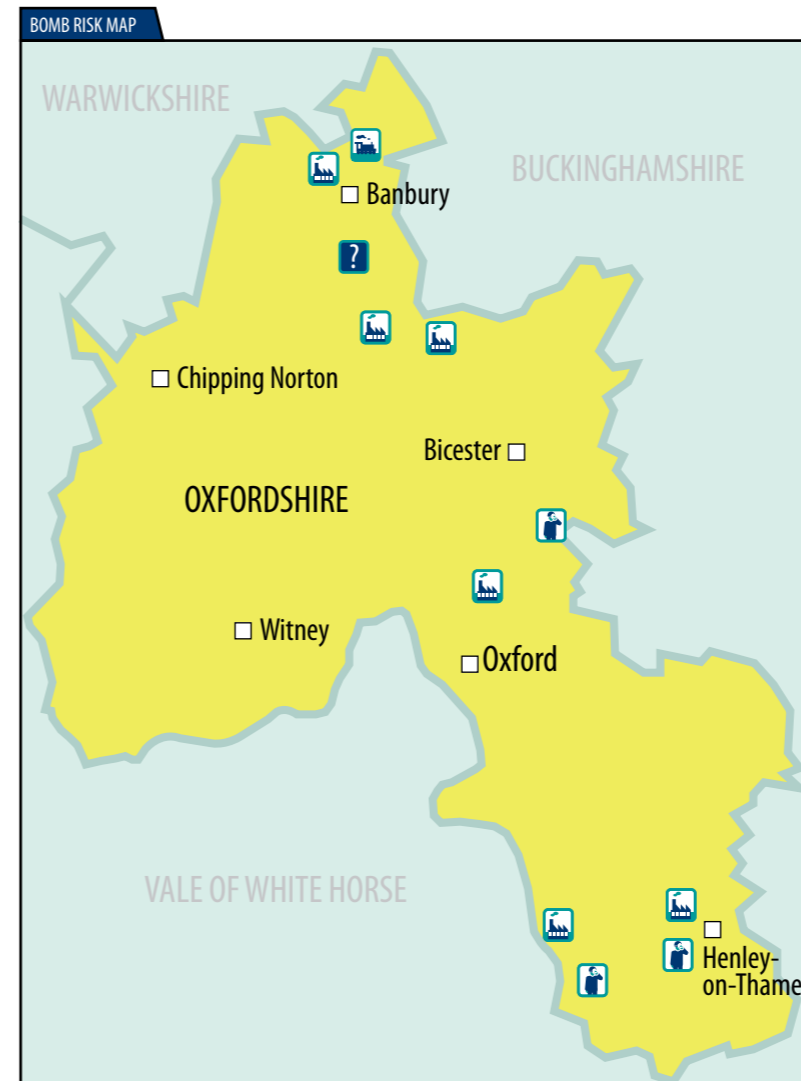 BOMB RISK MAP
WARWICKSHIRE
BUCKINGHAMSHIRE
Banbury
?
Chipping Norton
Bicester
OXFORDSHIRE
Witney
Oxford
VALE OF WHITE HORSE
Henley-
on-Thame